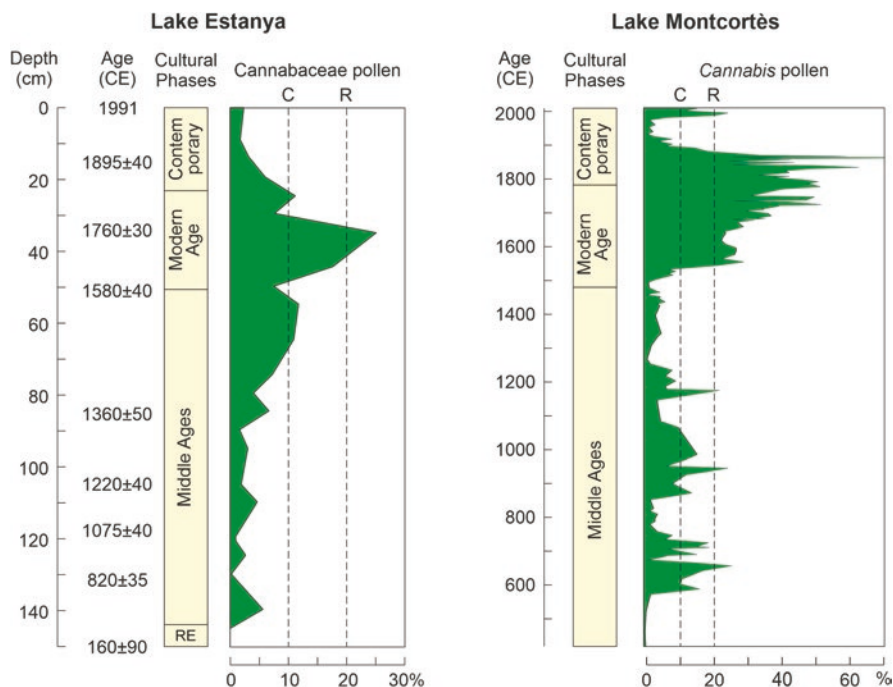 Lake Estanya
Depth
(cm)
Age
(CE)
Cultural
Phases
Cannabaceae pollen
C R
0
20
40
60
80
100
120
140
1991
1895±40
1760±30
1580±40
1360±50
1220±40
1075±40
820±35
160±90
Contem
porary
Modern
Age
Middle Ages
RE
0 10 20 30%
Lake Montcortès
Age
(CE)
Cultural
Phases
Cannabis pollen
C R
2000
1800
1600
1400
1200
1000
800
600
Contem
porary
Modern
Age
Middle Ages
0 20 40 60 %